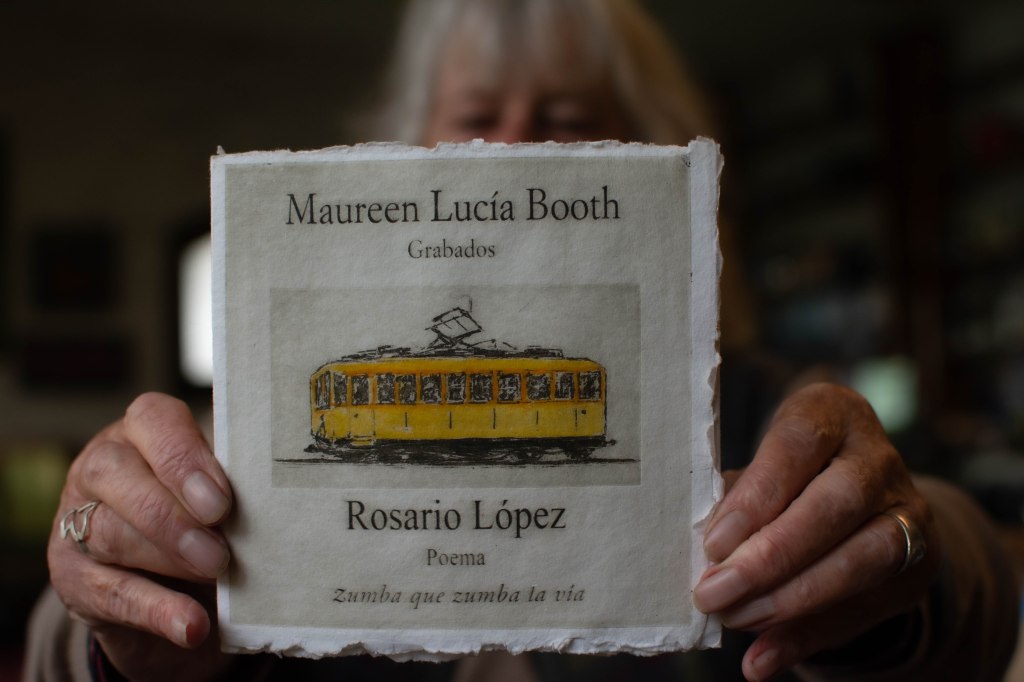 Maureen Lucía Booth
Grabados
Rosario López
Poema
Zumba que zumba la vía